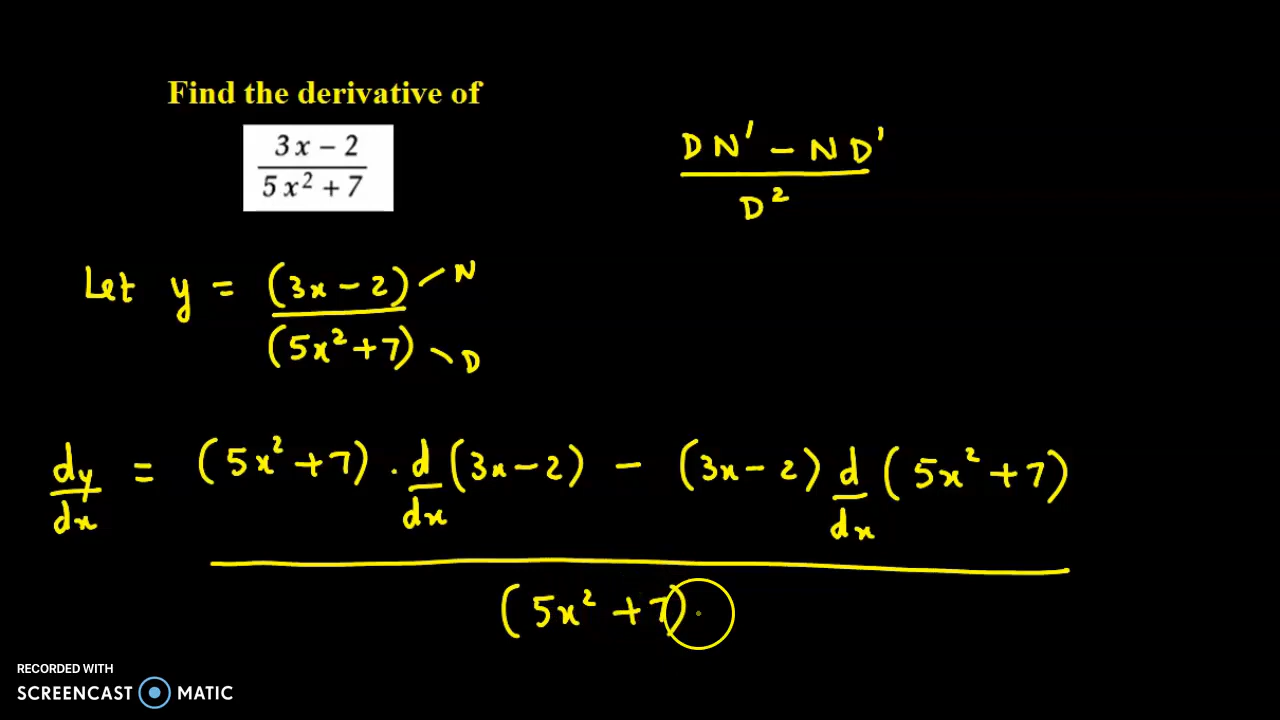 Find the derivative of
3x − 2
5x² + 7
DN′ − ND′
D²
Let y = (3x − 2) N
(5x² + 7) D
dy/dx = (5x² + 7) . d/dx (3x − 2) − (3x − 2) d/dx (5x² + 7)
(5x² + 7)
RECORDED WITH
SCREENCAST MATIC